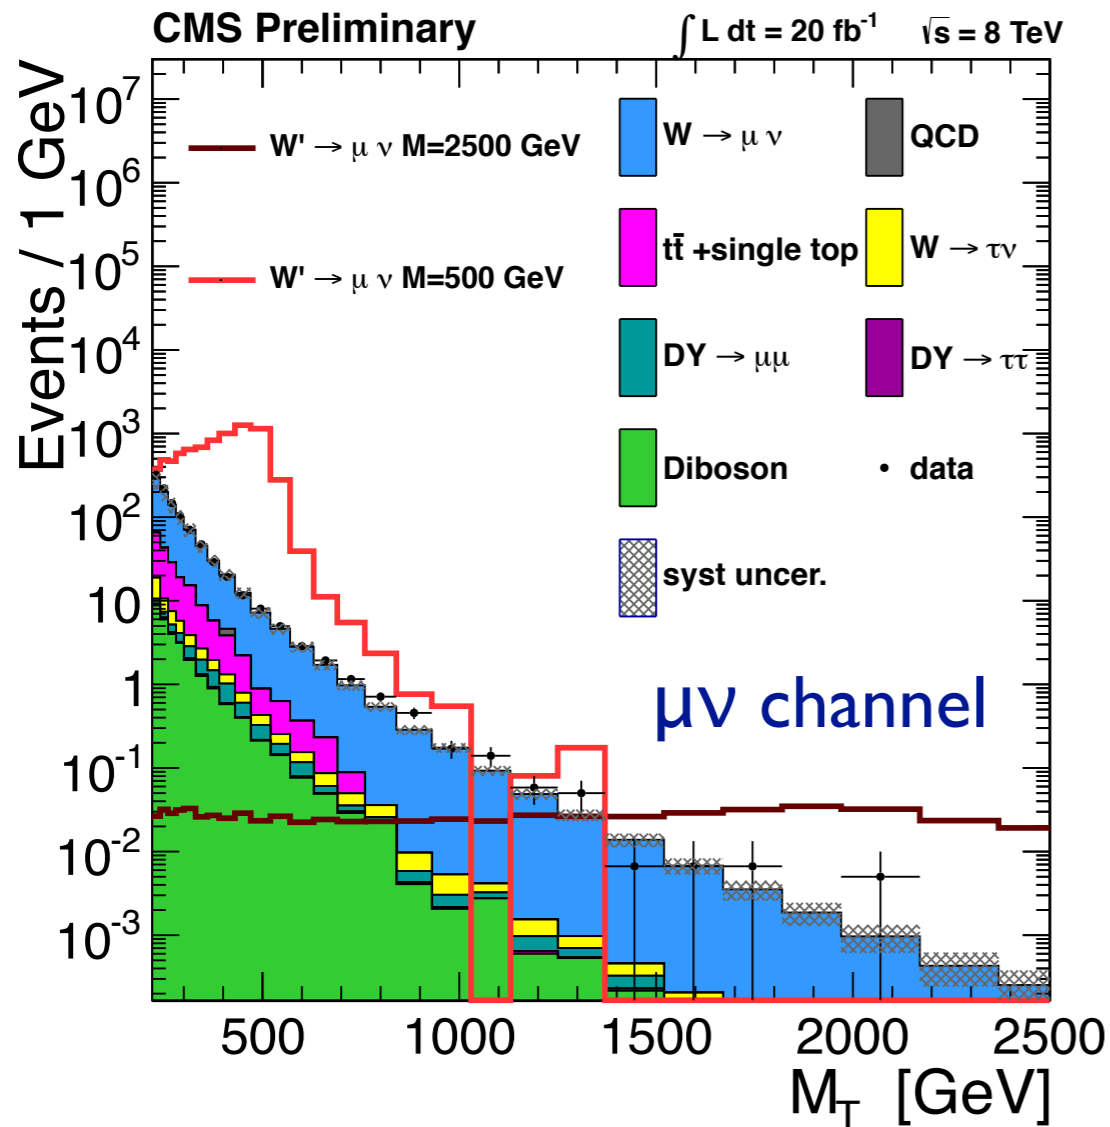 CMS Preliminary ∫ L dt = 20 fb⁻¹ √s = 8 TeV
Events / 1 GeV
10⁷
10⁶
10⁵
10⁴
10³
10²
10
1
10⁻¹
10⁻²
10⁻³
W' → μ ν M=2500 GeV
W' → μ ν M=500 GeV
W → μ ν
QCD
tt̄ +single top
W → τν
DY → μμ
DY → ττ
Diboson
data
syst uncer.
μν channel
500 1000 1500 2000 2500
M_T [GeV]